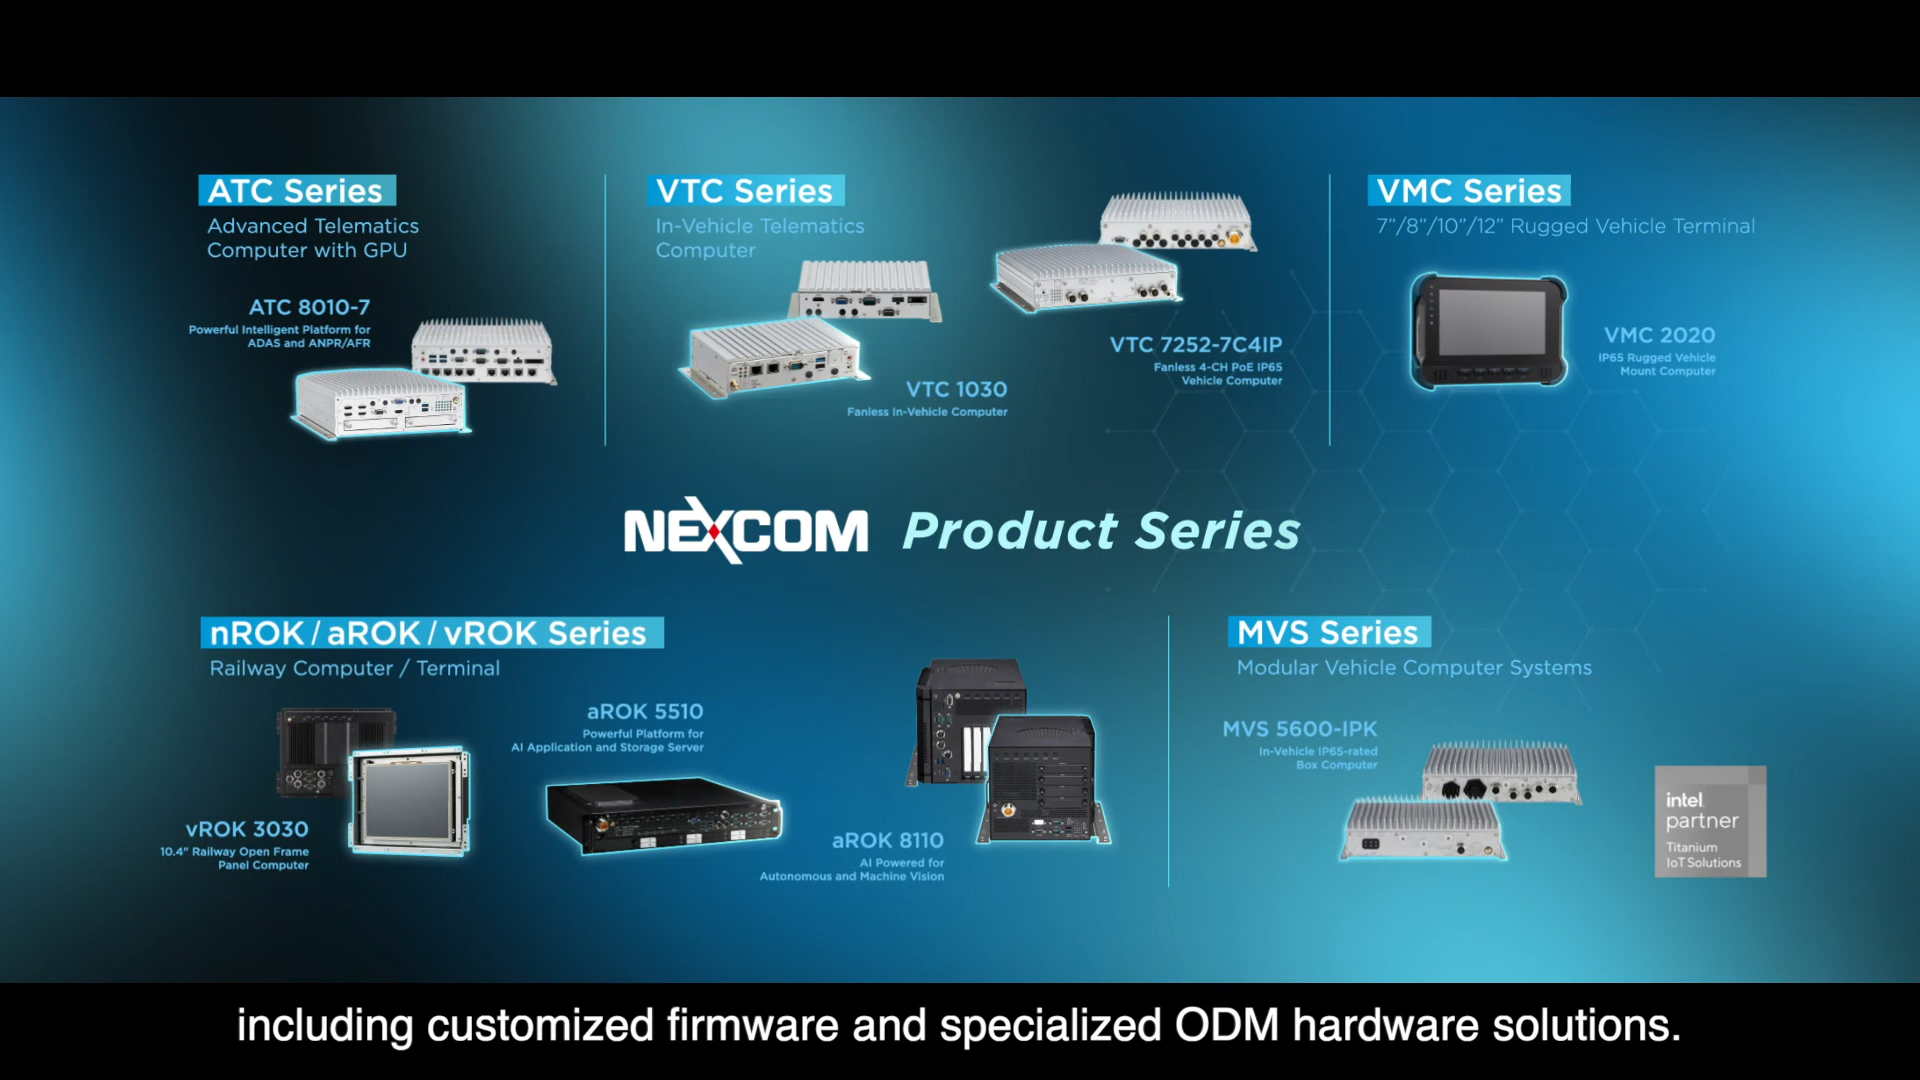 ATC Series
Advanced Telematics
Computer with GPU
ATC 8010-7
Powerful Intelligent Platform for
ADAS and ANPR/AFR
VTC Series
In-Vehicle Telematics
Computer
VTC 1030
Fanless In-Vehicle Computer
VTC 7252-7C4IP
Fanless 4-CH PoE IP65
Vehicle Computer
VMC Series
7”/8”/10”/12” Rugged Vehicle Terminal
VMC 2020
IP65 Rugged Vehicle
Mount Computer
NEXCOM Product Series
nROK / aROK / vROK Series
Railway Computer / Terminal
vROK 3030
10.4" Railway Open Frame
Panel Computer
aROK 5510
Powerful Platform for
AI Application and Storage Server
aROK 8110
AI Powered for
Autonomous and Machine Vision
MVS Series
Modular Vehicle Computer Systems
MVS 5600-IPK
In-Vehicle IP65-rated
Box Computer
intel
partner
Titanium
IoT Solutions
including customized firmware and specialized ODM hardware solutions.